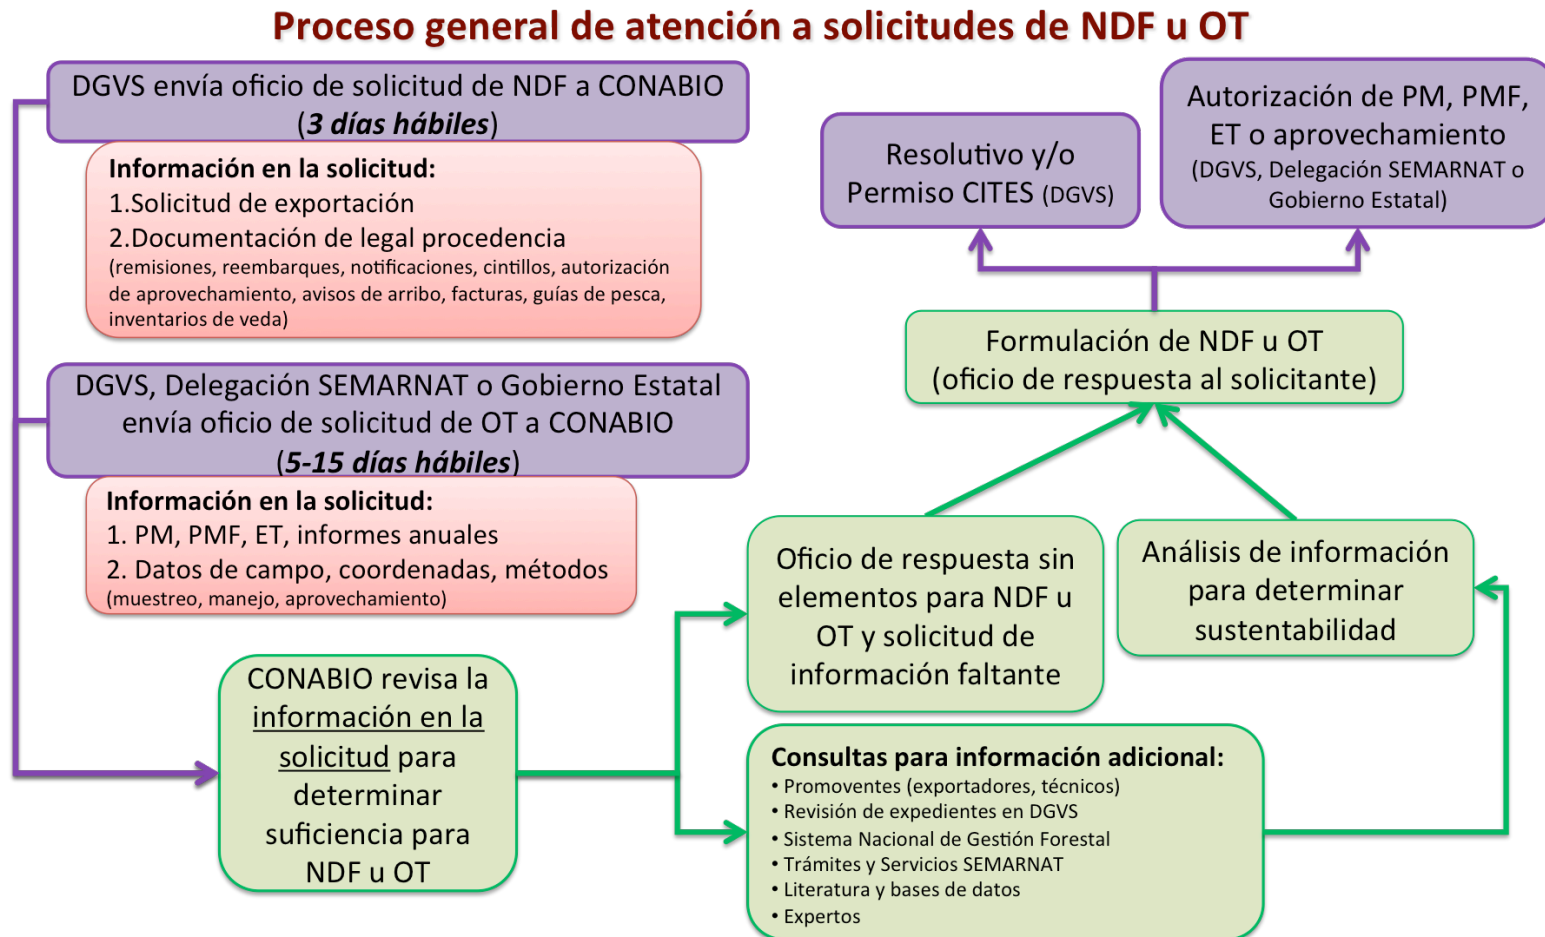 Proceso general de atención a solicitudes de NDF u OT
DGVS envía oficio de solicitud de NDF a CONABIO
(3 días hábiles)
Información en la solicitud:
1.Solicitud de exportación
2.Documentación de legal procedencia
(remisiones, reembarques, notificaciones, cintillos, autorización
de aprovechamiento, avisos de arribo, facturas, guías de pesca,
inventarios de veda)
DGVS, Delegación SEMARNAT o Gobierno Estatal
envía oficio de solicitud de OT a CONABIO
(5-15 días hábiles)
Información en la solicitud:
1. PM, PMF, ET, informes anuales
2. Datos de campo, coordenadas, métodos
(muestreo, manejo, aprovechamiento)
CONABIO revisa la
información en la
solicitud para
determinar
suficiencia para
NDF u OT
Oficio de respuesta sin
elementos para NDF u
OT y solicitud de
información faltante
Consultas para información adicional:
• Promoventes (exportadores, técnicos)
• Revisión de expedientes en DGVS
• Sistema Nacional de Gestión Forestal
• Trámites y Servicios SEMARNAT
• Literatura y bases de datos
• Expertos
Análisis de información
para determinar
sustentabilidad
Formulación de NDF u OT
(oficio de respuesta al solicitante)
Resolutivo y/o
Permiso CITES (DGVS)
Autorización de PM, PMF,
ET o aprovechamiento
(DGVS, Delegación SEMARNAT o
Gobierno Estatal)